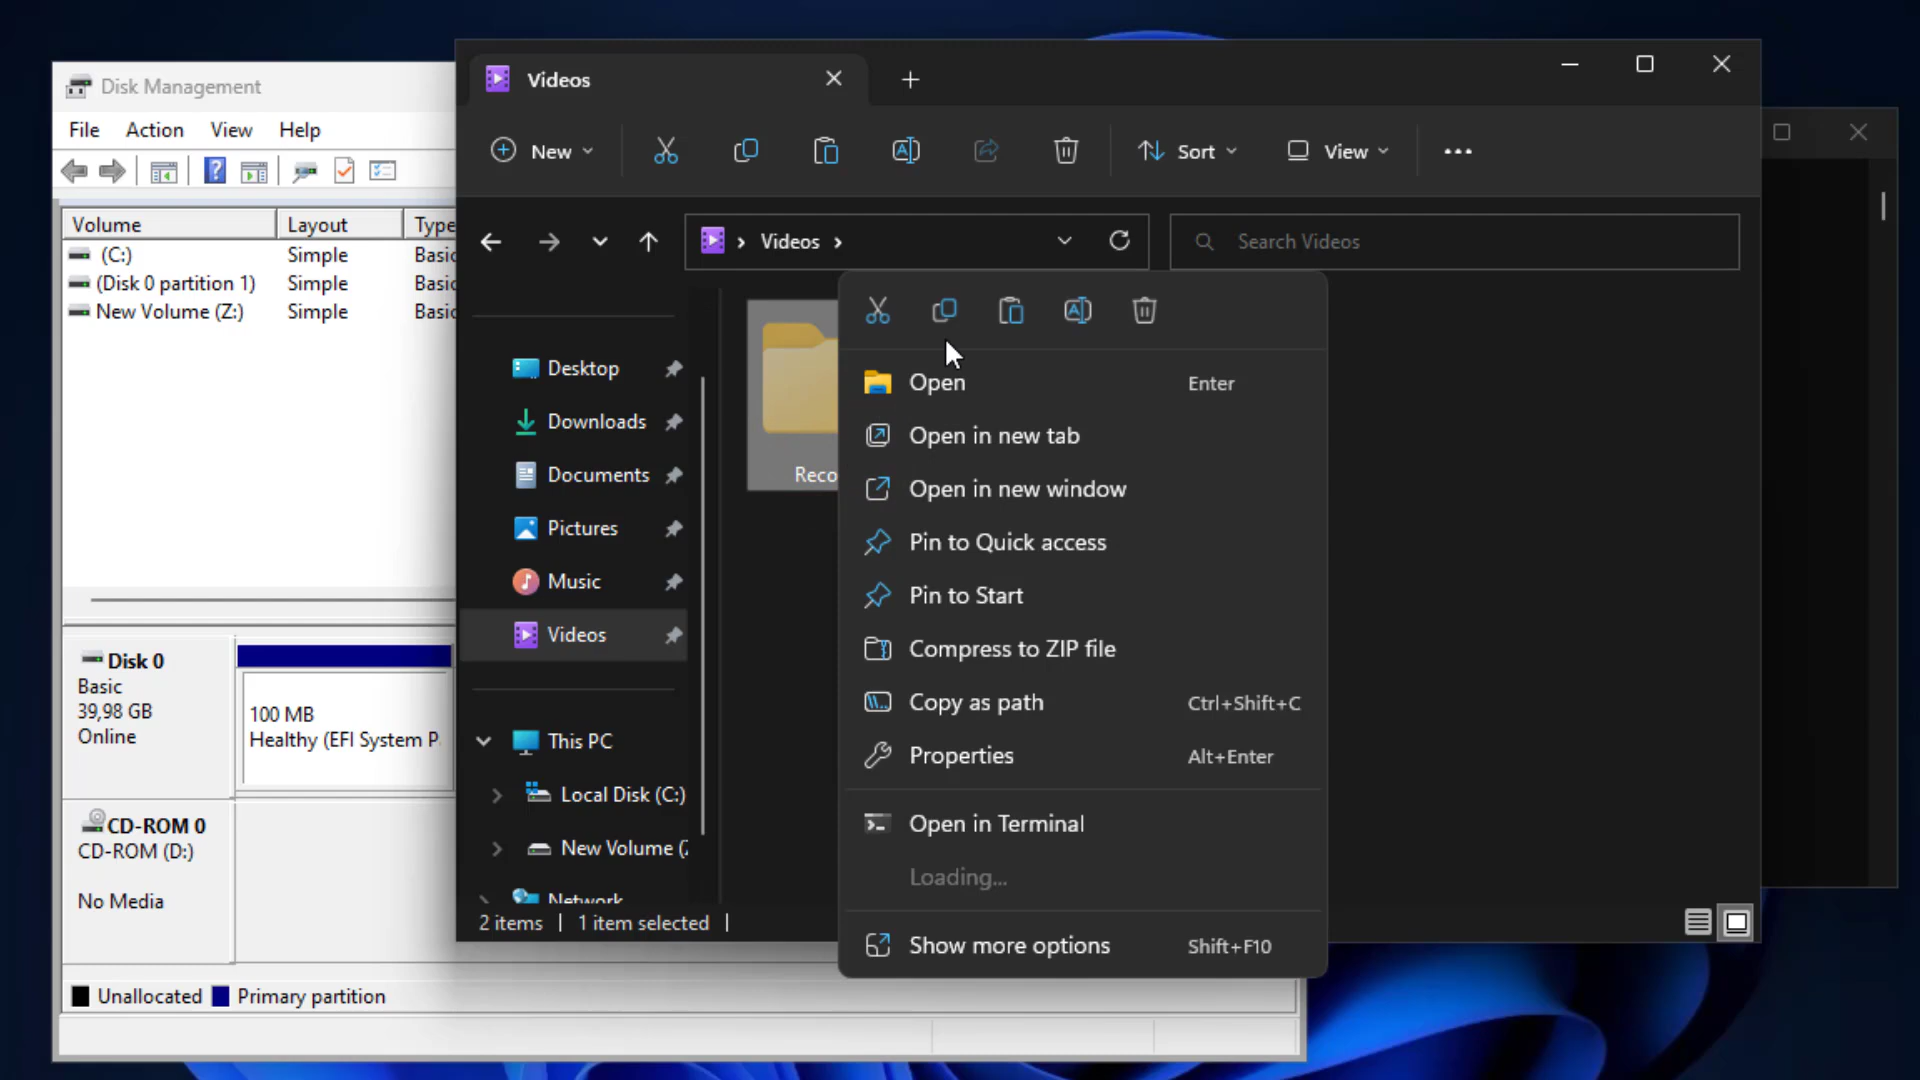 Disk Management
File Action View Help
Volume Layout Type
(C:) Simple Basic
(Disk 0 partition 1) Simple Basic
New Volume (Z:) Simple Basic
Disk 0
Basic
39,98 GB
Online
100 MB
Healthy (EFI System P
CD-ROM 0
CD-ROM (D:)
No Media
Unallocated Primary partition
Videos
New Sort View
Videos
Search Videos
Desktop
Downloads
Documents
Pictures
Music
Videos
This PC
Local Disk (C:)
New Volume (Z
Network
Reco
2 items 1 item selected
Open Enter
Open in new tab
Open in new window
Pin to Quick access
Pin to Start
Compress to ZIP file
Copy as path Ctrl+Shift+C
Properties Alt+Enter
Open in Terminal
Loading...
Show more options Shift+F10